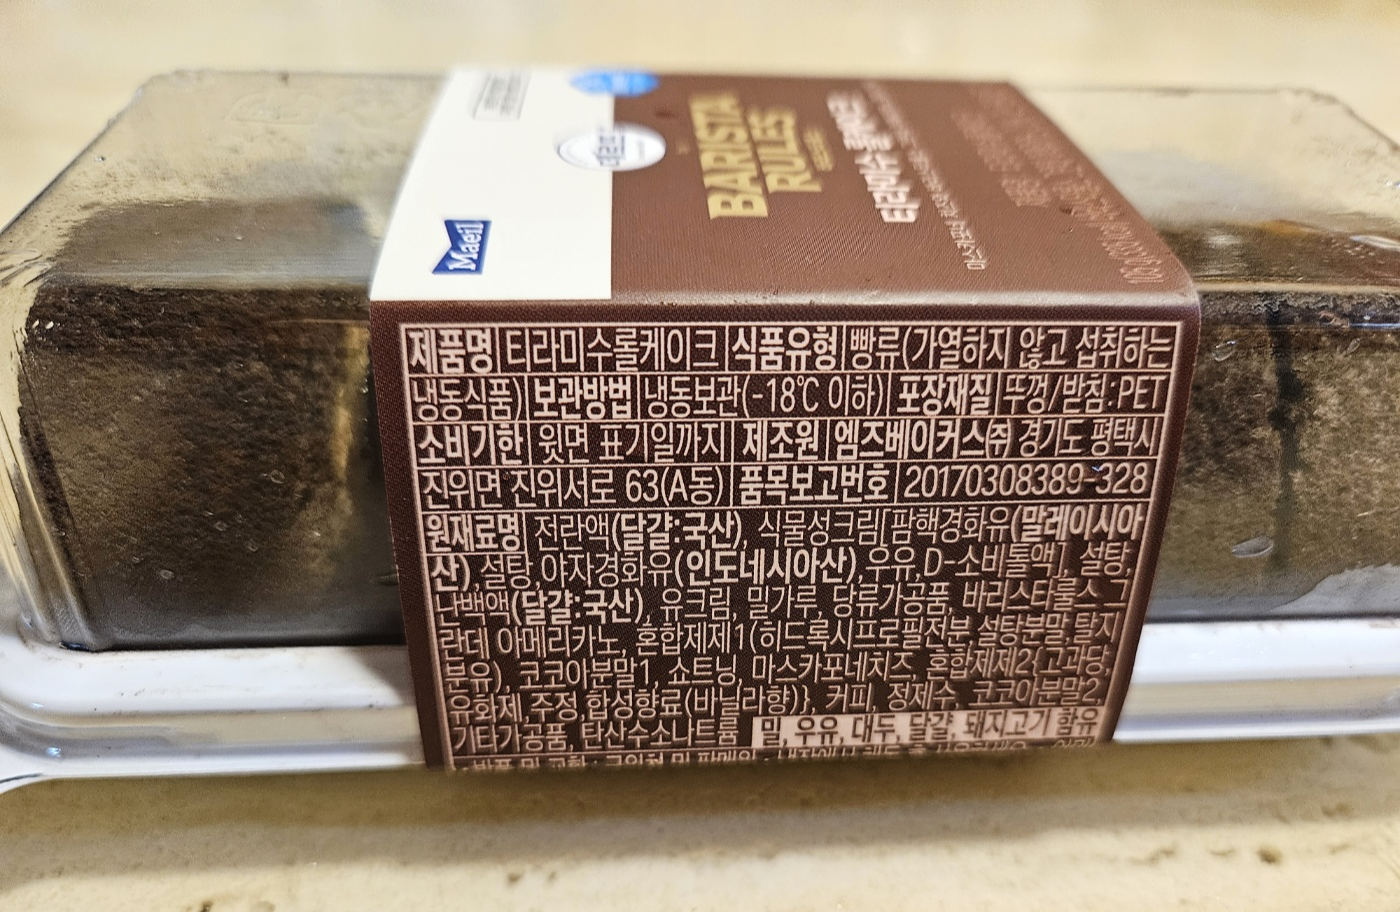 Maeil
BARISTA
RULES
티라미수 롤케이크
제품명 티라미수롤케이크 식품유형 빵류(가열하지 않고 섭취하는
냉동식품) 보관방법 냉동보관(-18℃ 이하) 포장재질 뚜껑/받침:PET
소비기한 윗면 표기일까지 제조원 엠즈베이커스㈜ 경기도 평택시
진위면 진위서로 63(A동) 품목보고번호 20170308389-328
원재료명 전란액(달걀:국산), 식물성크림[팜핵경화유(말레이시아
산), 설탕, 야자경화유(인도네시아산), 우유, D-소비톨액], 설탕,
난백액(달걀:국산), 유크림, 밀가루, 당류가공품, 바리스타룰스 그
란데 아메리카노, 혼합제제1(히드록시프로필전분, 설탕분말, 탈지
분유), 코코아분말1, 쇼트닝, 마스카포네치즈, 혼합제제2{고과당,
유화제, 주정, 합성향료(바닐라향)}, 커피, 정제수, 코코아분말2,
기타가공품, 탄산수소나트륨 밀, 우유, 대두, 달걀, 돼지고기 함유